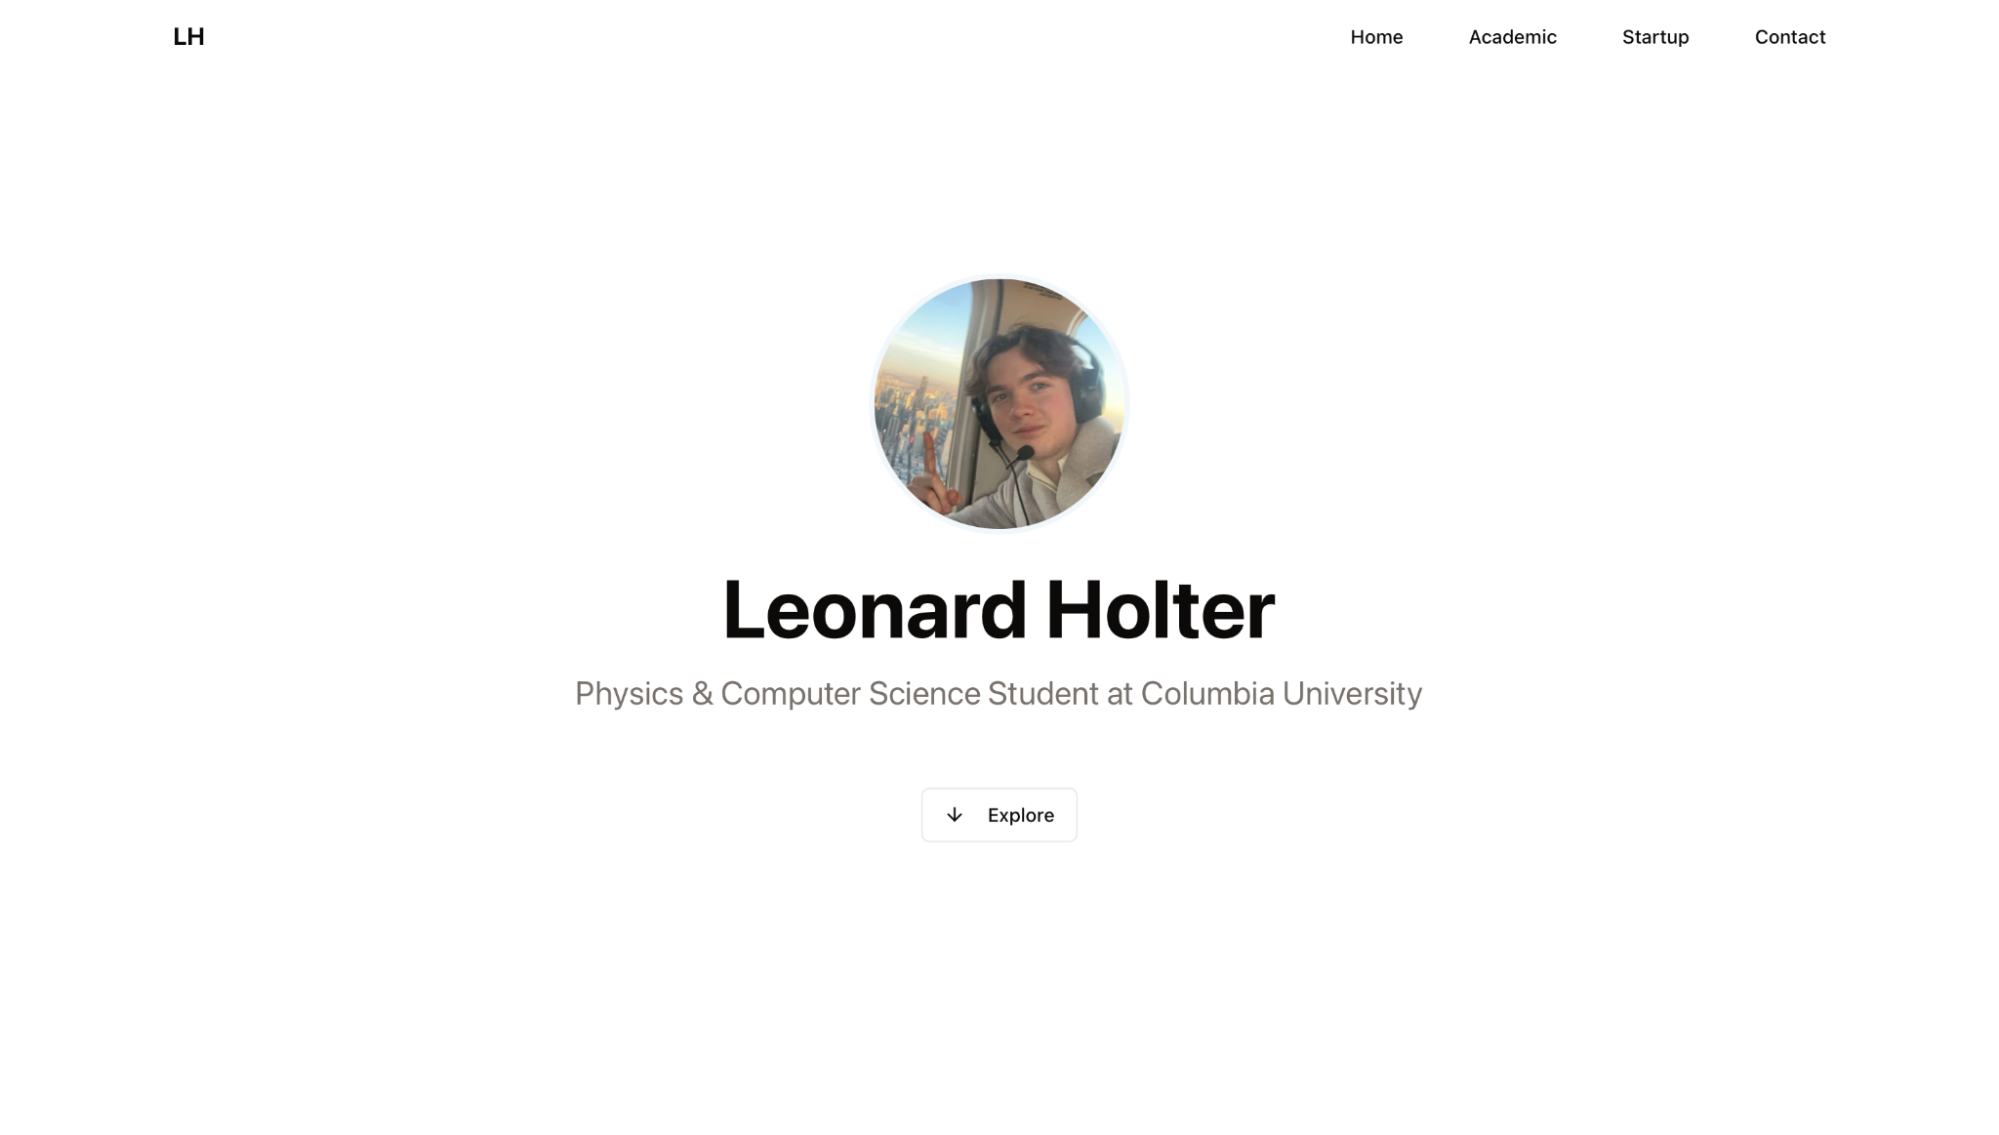 LH
Home Academic Startup Contact
Leonard Holter
Physics & Computer Science Student at Columbia University
Explore